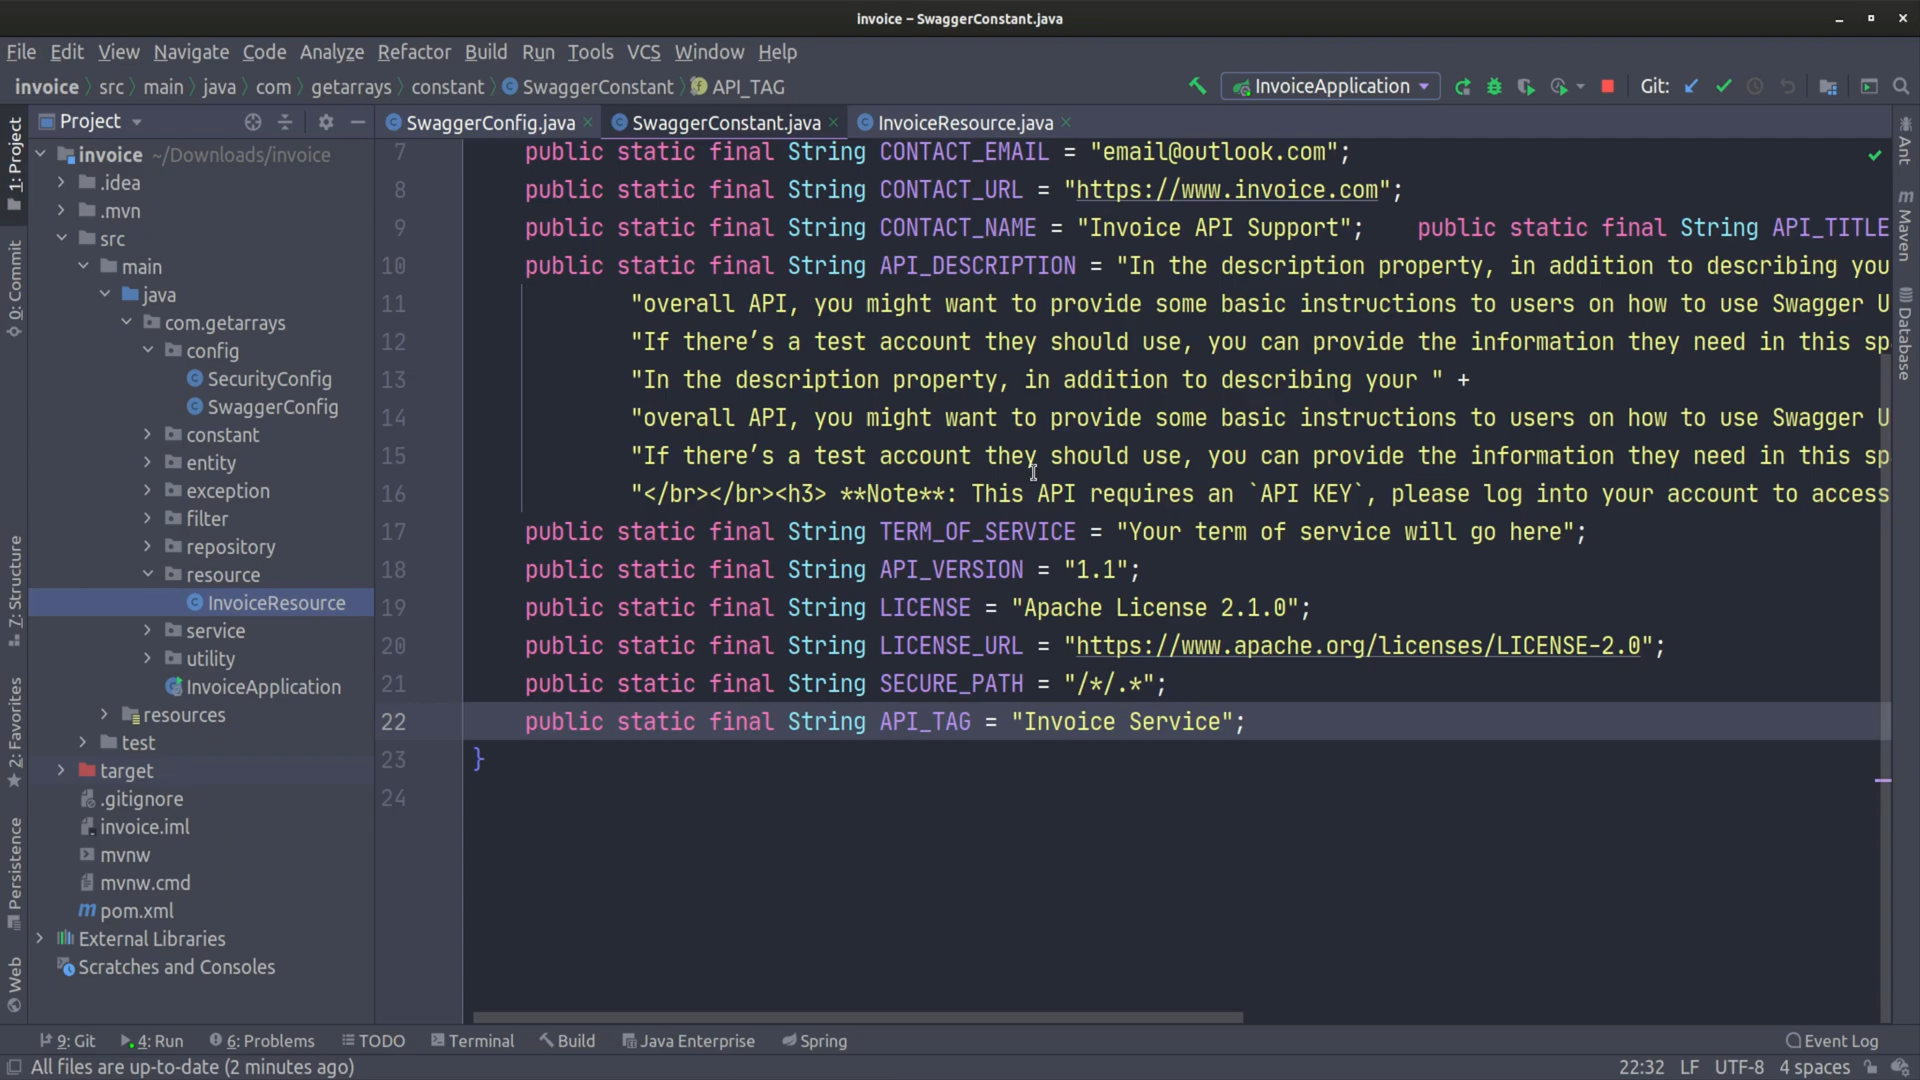 invoice – SwaggerConstant.java
File Edit View Navigate Code Analyze Refactor Build Run Tools VCS Window Help
invoice src main java com getarrays constant SwaggerConstant API_TAG
InvoiceApplication Git:
1: Project
0: Commit
7: Structure
2: Favorites
Persistence
Web
Project
invoice ~/Downloads/invoice
.idea
.mvn
src
main
java
com.getarrays
config
SecurityConfig
SwaggerConfig
constant
entity
exception
filter
repository
resource
InvoiceResource
service
utility
InvoiceApplication
resources
test
target
.gitignore
invoice.iml
mvnw
mvnw.cmd
pom.xml
External Libraries
Scratches and Consoles
SwaggerConfig.java SwaggerConstant.java InvoiceResource.java
7 public static final String CONTACT_EMAIL = "email@outlook.com";
8 public static final String CONTACT_URL = "https://www.invoice.com";
9 public static final String CONTACT_NAME = "Invoice API Support"; public static final String API_TITLE
10 public static final String API_DESCRIPTION = "In the description property, in addition to describing you
11 "overall API, you might want to provide some basic instructions to users on how to use Swagger U
12 "If there’s a test account they should use, you can provide the information they need in this sp
13 "In the description property, in addition to describing your " +
14 "overall API, you might want to provide some basic instructions to users on how to use Swagger U
15 "If there’s a test account they should use, you can provide the information they need in this sp
16 "</br></br><h3> **Note**: This API requires an `API KEY`, please log into your account to access
17 public static final String TERM_OF_SERVICE = "Your term of service will go here";
18 public static final String API_VERSION = "1.1";
19 public static final String LICENSE = "Apache License 2.1.0";
20 public static final String LICENSE_URL = "https://www.apache.org/licenses/LICENSE-2.0";
21 public static final String SECURE_PATH = "/*/.*";
22 public static final String API_TAG = "Invoice Service";
23 }
24
Ant
Maven
Database
9: Git 4: Run 6: Problems TODO Terminal Build Java Enterprise Spring Event Log
All files are up-to-date (2 minutes ago) 22:32 LF UTF-8 4 spaces